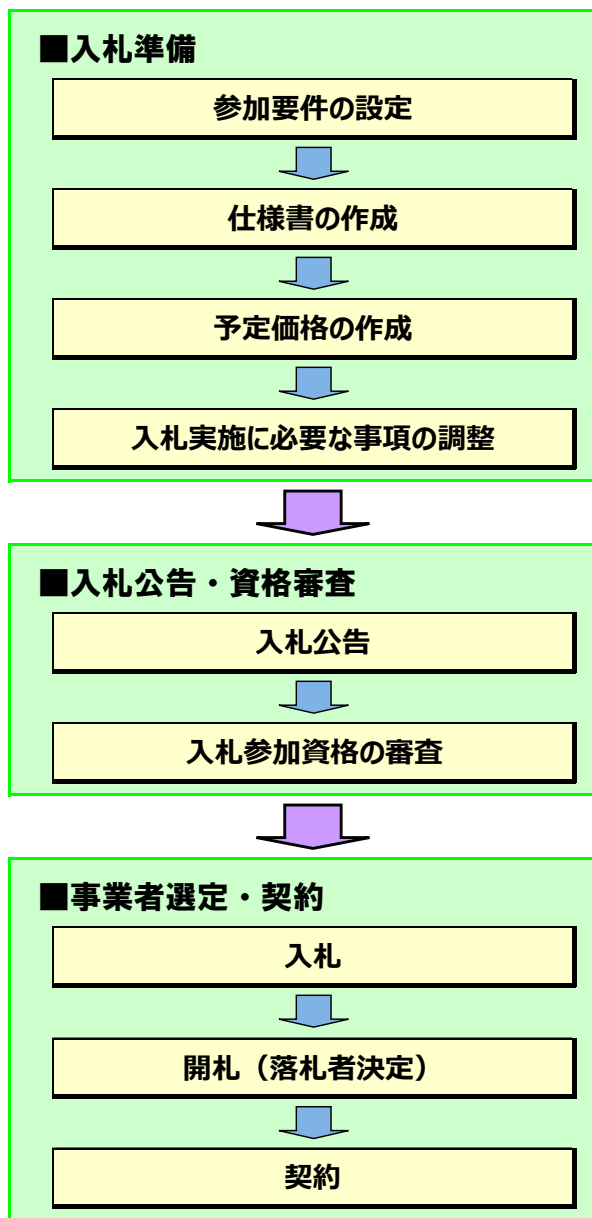 ■入札準備
参加要件の設定
仕様書の作成
予定価格の作成
入札実施に必要な事項の調整
■入札公告・資格審査
入札公告
入札参加資格の審査
■事業者選定・契約
入札
開札（落札者決定）
契約